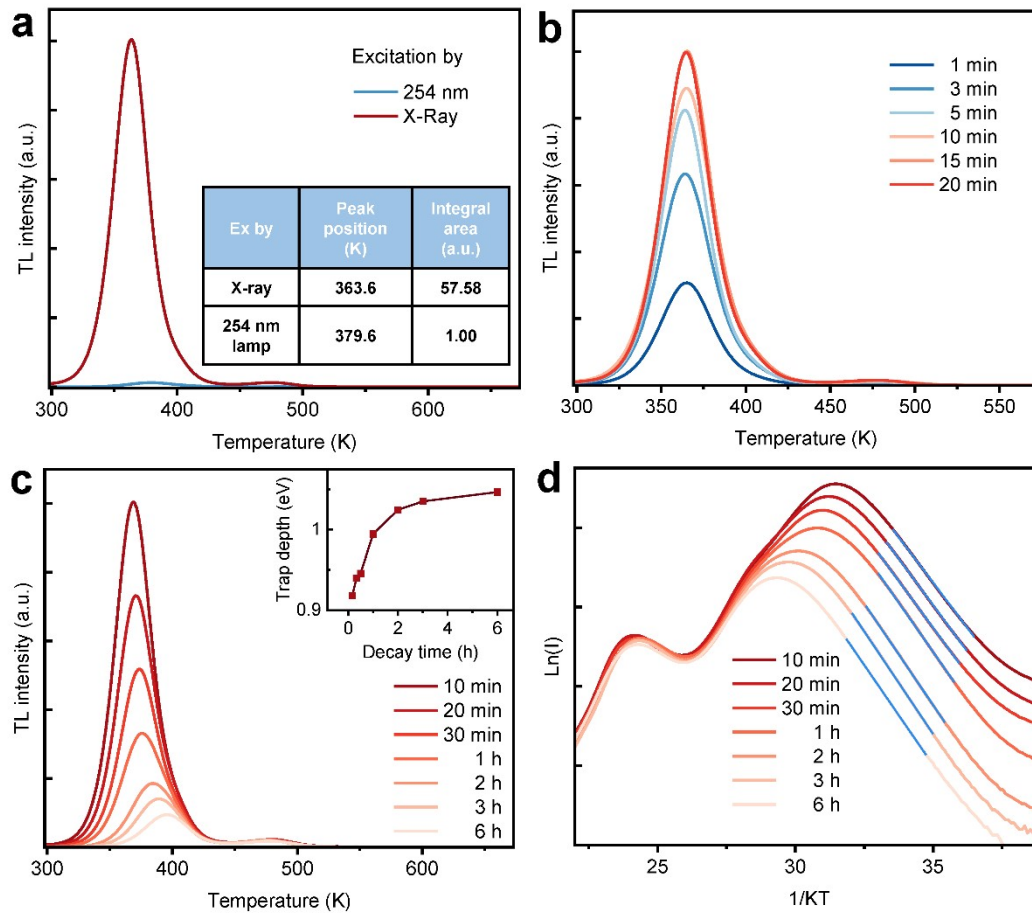 a
TL intensity (a.u.)
Excitation by
254 nm
X-Ray
Ex by
Peak
position
(K)
Integral
area
(a.u.)
X-ray
363.6
57.58
254 nm
lamp
379.6
1.00
300
400
500
600
Temperature (K)
b
TL intensity (a.u.)
1 min
3 min
5 min
10 min
15 min
20 min
300
350
400
450
500
550
Temperature (K)
c
TL intensity (a.u.)
Trap depth (eV)
1
0.9
0
2
4
6
Decay time (h)
10 min
20 min
30 min
1 h
2 h
3 h
6 h
300
400
500
600
Temperature (K)
d
Ln(I)
10 min
20 min
30 min
1 h
2 h
3 h
6 h
25
30
35
1/KT